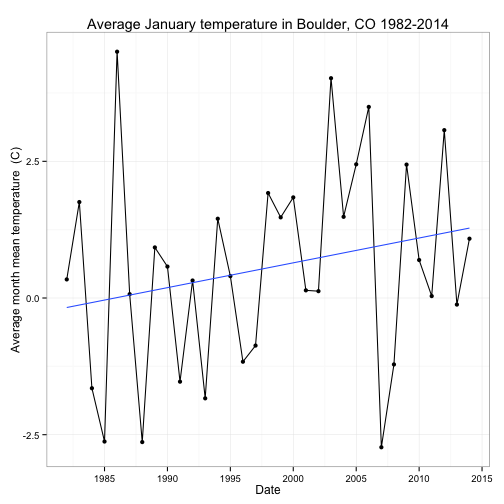 Average January temperature in Boulder, CO 1982-2014
Average month mean temperature (C)
2.5
0.0
-2.5
1985 1990 1995 2000 2005 2010 2015
Date